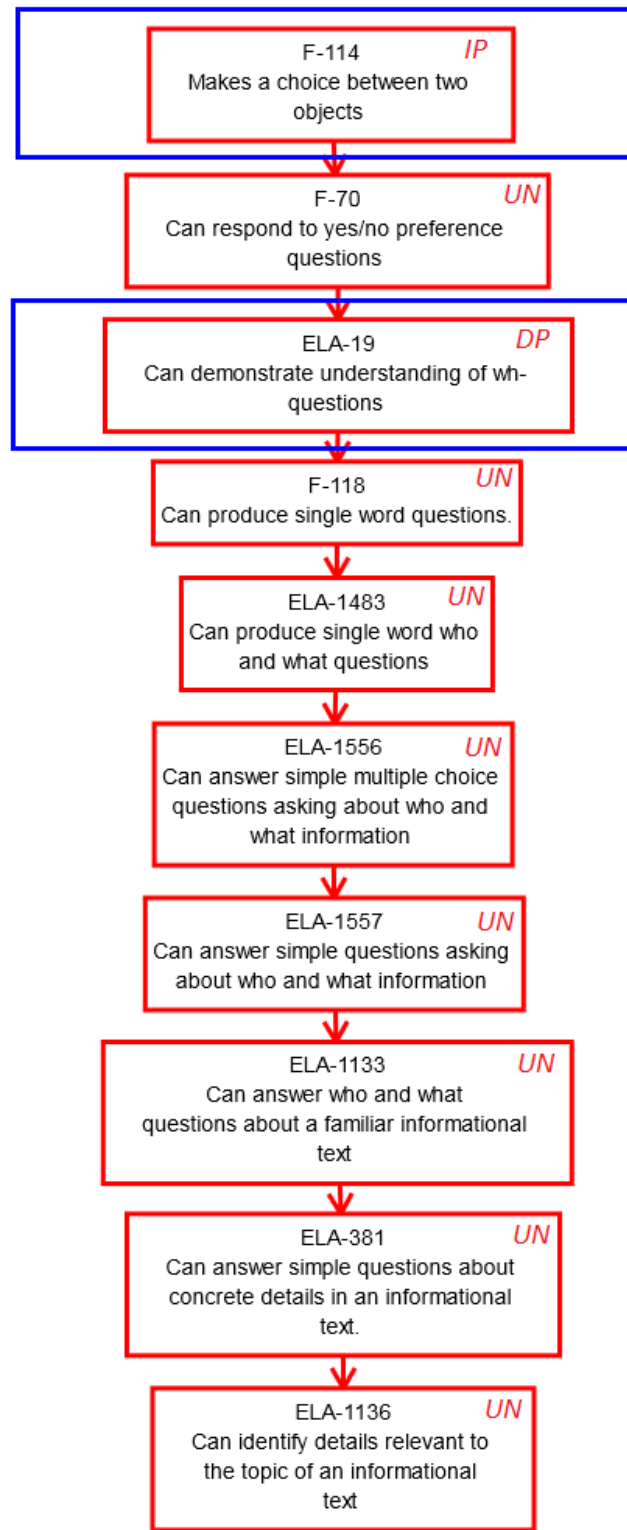 F-114 IP
Makes a choice between two
objects
F-70 UN
Can respond to yes/no preference
questions
ELA-19 DP
Can demonstrate understanding of wh-
questions
F-118 UN
Can produce single word questions.
ELA-1483 UN
Can produce single word who
and what questions
ELA-1556 UN
Can answer simple multiple choice
questions asking about who and
what information
ELA-1557 UN
Can answer simple questions asking
about who and what information
ELA-1133 UN
Can answer who and what
questions about a familiar informational
text
ELA-381 UN
Can answer simple questions about
concrete details in an informational
text.
ELA-1136 UN
Can identify details relevant to
the topic of an informational
text